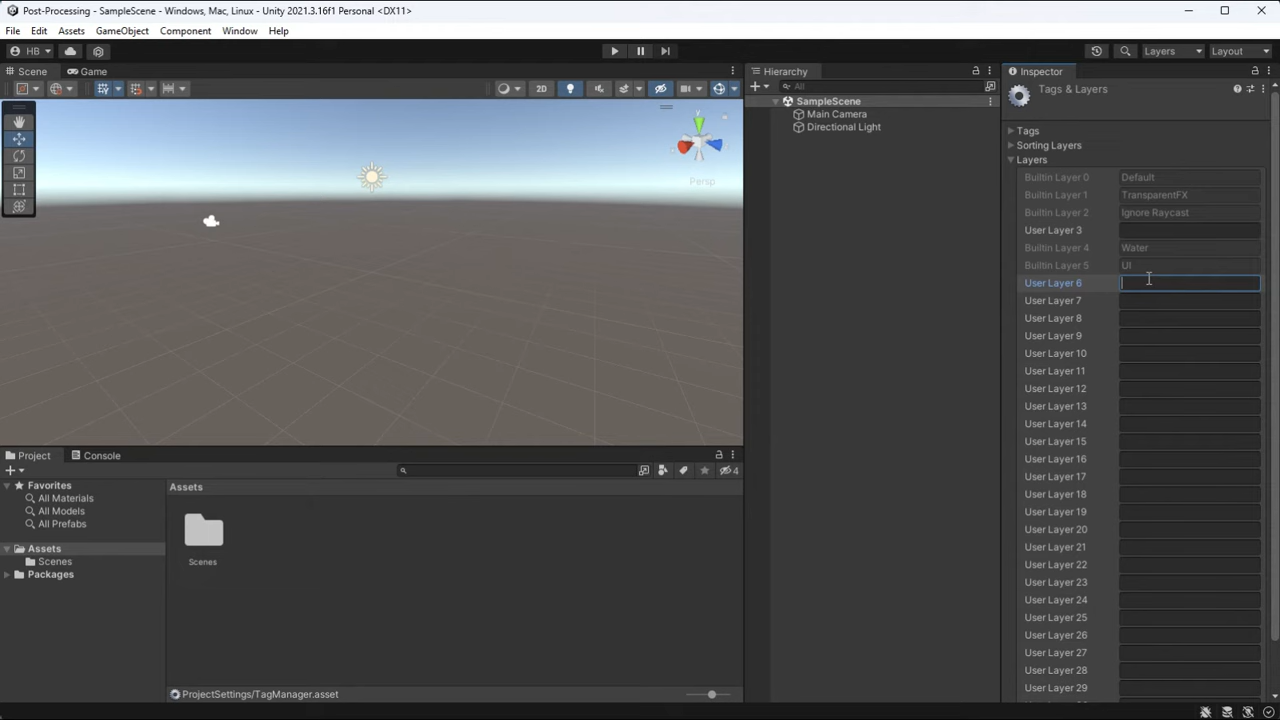 Post-Processing - SampleScene - Windows, Mac, Linux - Unity 2021.3.16f1 Personal <DX11>
File Edit Assets GameObject Component Window Help
HB Layers Layout
Scene Game
2D
Persp
Hierarchy
All
SampleScene
Main Camera
Directional Light
Inspector
Tags & Layers
Tags
Sorting Layers
Layers
Builtin Layer 0 Default
Builtin Layer 1 TransparentFX
Builtin Layer 2 Ignore Raycast
User Layer 3
Builtin Layer 4 Water
Builtin Layer 5 UI
User Layer 6
User Layer 7
User Layer 8
User Layer 9
User Layer 10
User Layer 11
User Layer 12
User Layer 13
User Layer 14
User Layer 15
User Layer 16
User Layer 17
User Layer 18
User Layer 19
User Layer 20
User Layer 21
User Layer 22
User Layer 23
User Layer 24
User Layer 25
User Layer 26
User Layer 27
User Layer 28
User Layer 29
Project Console
4
Favorites
All Materials
All Models
All Prefabs
Assets
Scenes
Packages
Assets
Scenes
ProjectSettings/TagManager.asset